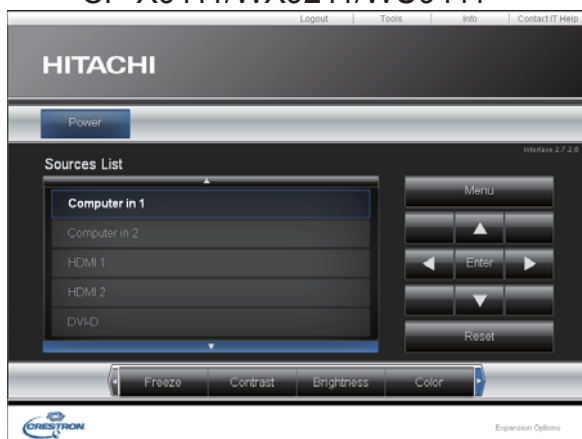 Logout Tools Info Contact IT Help
HITACHI
Power
Interface 2.7.2.6
Sources List
Computer in 1
Menu
Computer in 2
HDMI 1
Enter
HDMI 2
DVI-D
Reset
Freeze Contrast Brightness Color
CRESTRON
Expansion Options